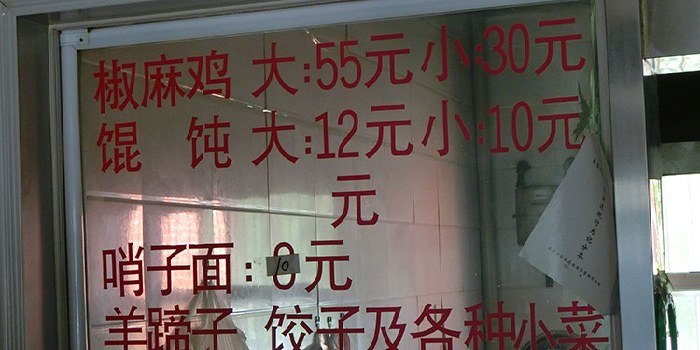 椒麻鸡 大:55元 小:30元
馄饨 大:12元 小:10元
元
哨子面:10元
羊蹄子 饺子及各种小菜